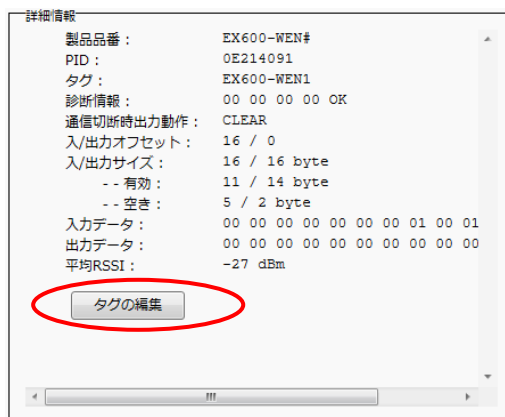 詳細情報
製品品番： EX600-WEN#
PID： 0E214091
タグ： EX600-WEN1
診断情報： 00 00 00 00 OK
通信切断時出力動作： CLEAR
入/出力オフセット： 16 / 0
入/出力サイズ： 16 / 16 byte
- - 有効： 11 / 14 byte
- - 空き： 5 / 2 byte
入力データ： 00 00 00 00 00 00 00 01 00 01
出力データ： 00 00 00 00 00 00 00 00 00 00
平均RSSI： -27 dBm
タグの編集